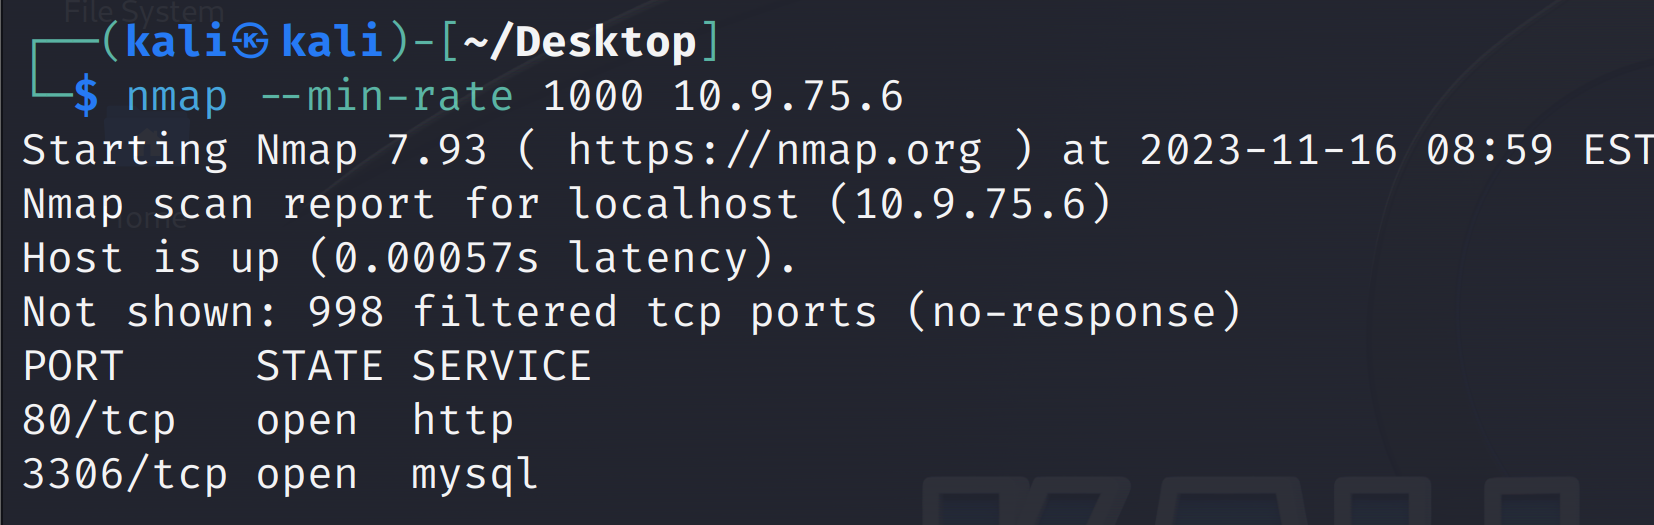 File System
┌──(kali㉿kali)-[~/Desktop]
└─$ nmap --min-rate 1000 10.9.75.6
Starting Nmap 7.93 ( https://nmap.org ) at 2023-11-16 08:59 EST
Nmap scan report for localhost (10.9.75.6)
Home
Host is up (0.00057s latency).
Not shown: 998 filtered tcp ports (no-response)
PORT     STATE SERVICE
80/tcp   open  http
3306/tcp open  mysql